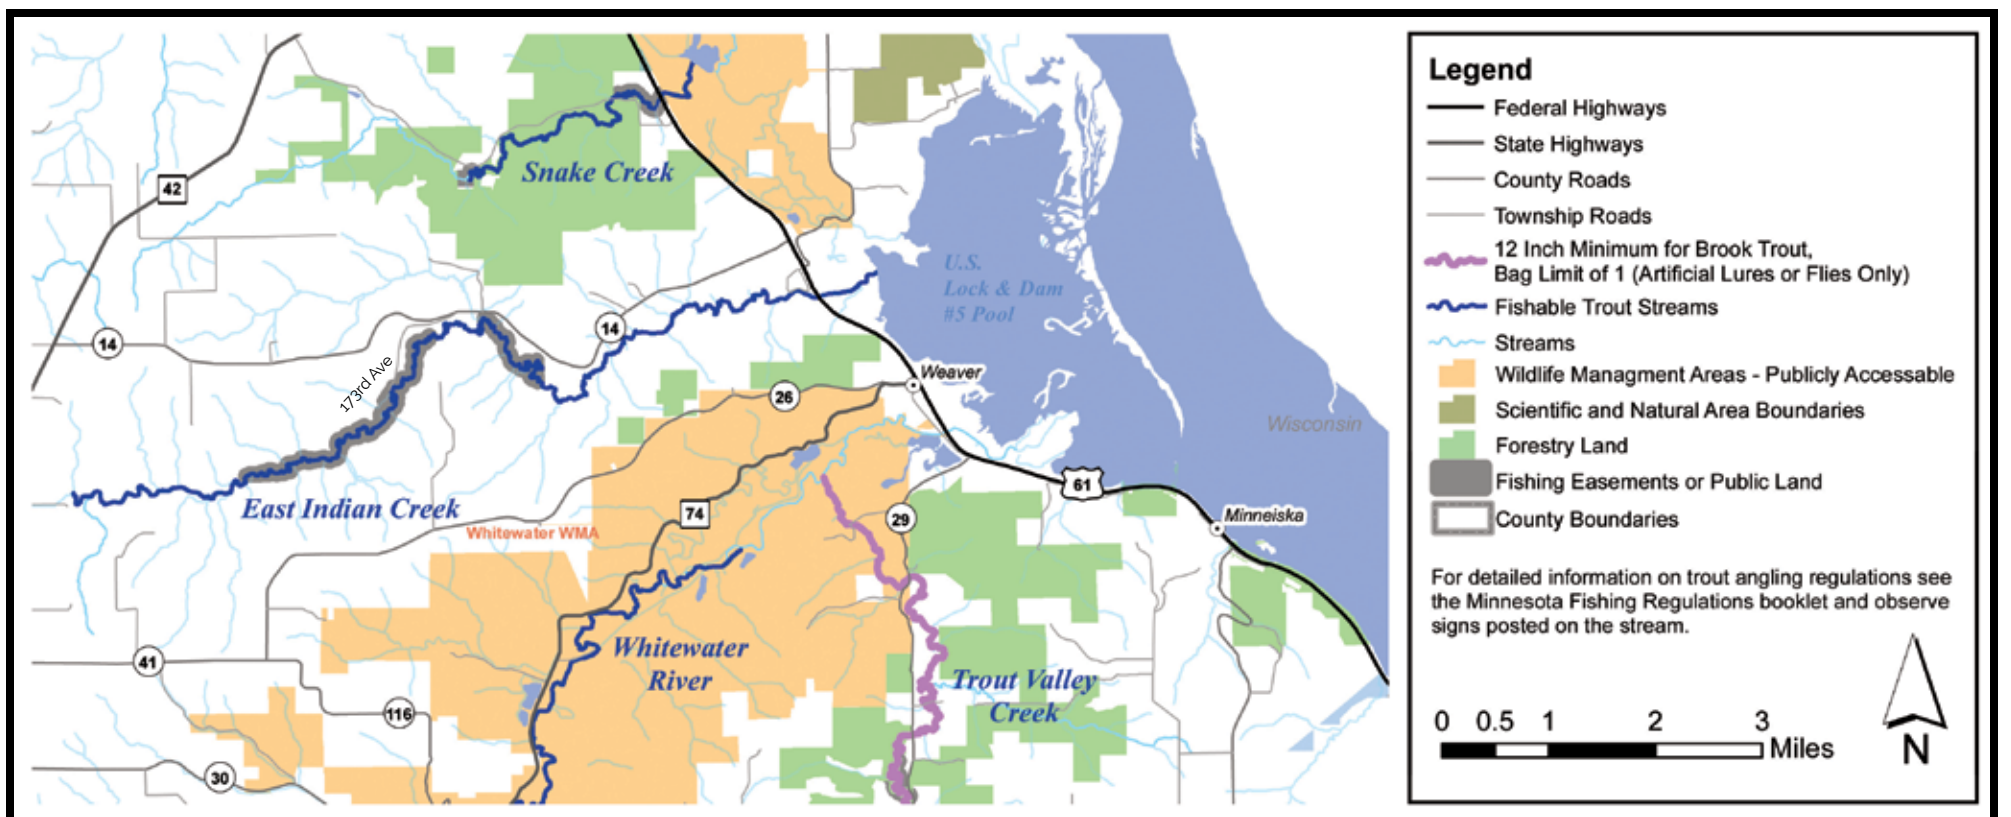 42
Snake Creek
14
14
173rd Ave
U.S.
Lock & Dam
#5 Pool
Weaver
26
Wisconsin
East Indian Creek
Whitewater WMA
74
29
61
Minneiska
Whitewater
River
41
116
30
Trout Valley
Creek
Legend
Federal Highways
State Highways
County Roads
Township Roads
12 Inch Minimum for Brook Trout,
Bag Limit of 1 (Artificial Lures or Flies Only)
Fishable Trout Streams
Streams
Wildlife Managment Areas - Publicly Accessable
Scientific and Natural Area Boundaries
Forestry Land
Fishing Easements or Public Land
County Boundaries
For detailed information on trout angling regulations see
the Minnesota Fishing Regulations booklet and observe
signs posted on the stream.
0 0.5 1 2 3
Miles
N